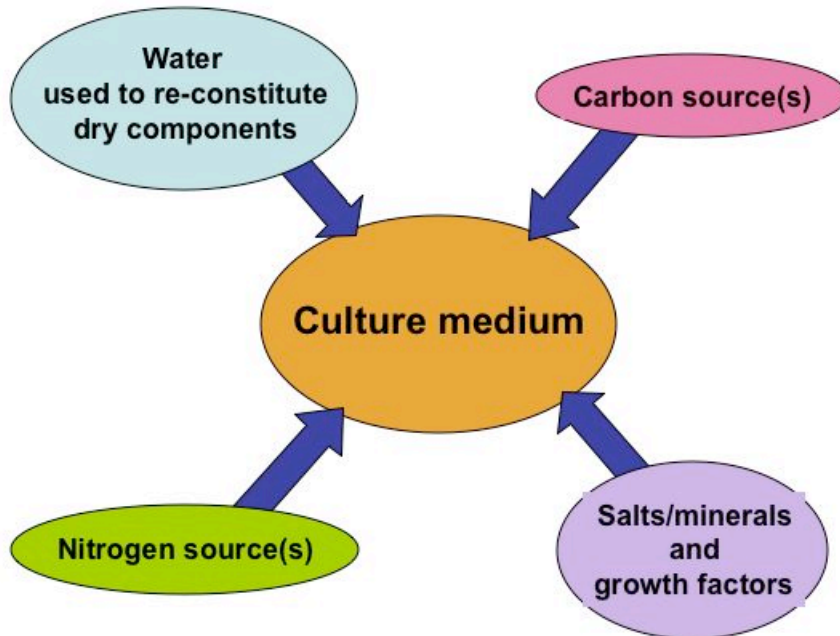 Water
used to re-constitute
dry components
Carbon source(s)
Culture medium
Nitrogen source(s)
Salts/minerals
and
growth factors